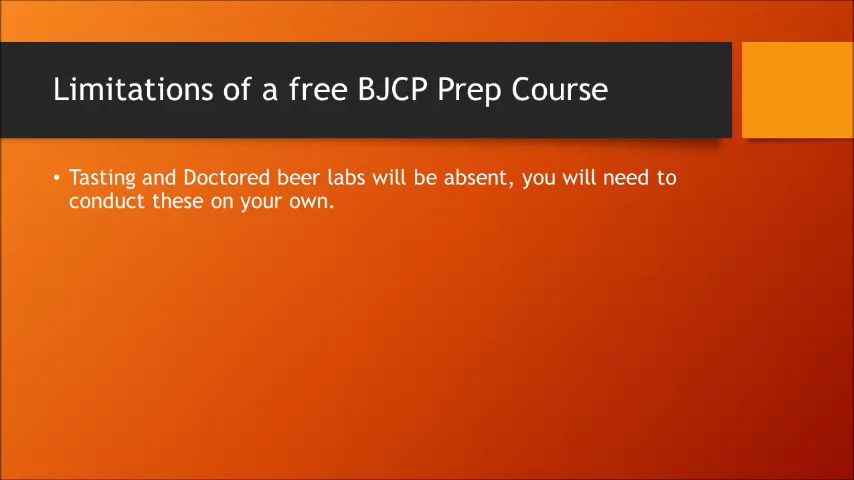 Limitations of a free BJCP Prep Course
• Tasting and Doctored beer labs will be absent, you will need to
conduct these on your own.